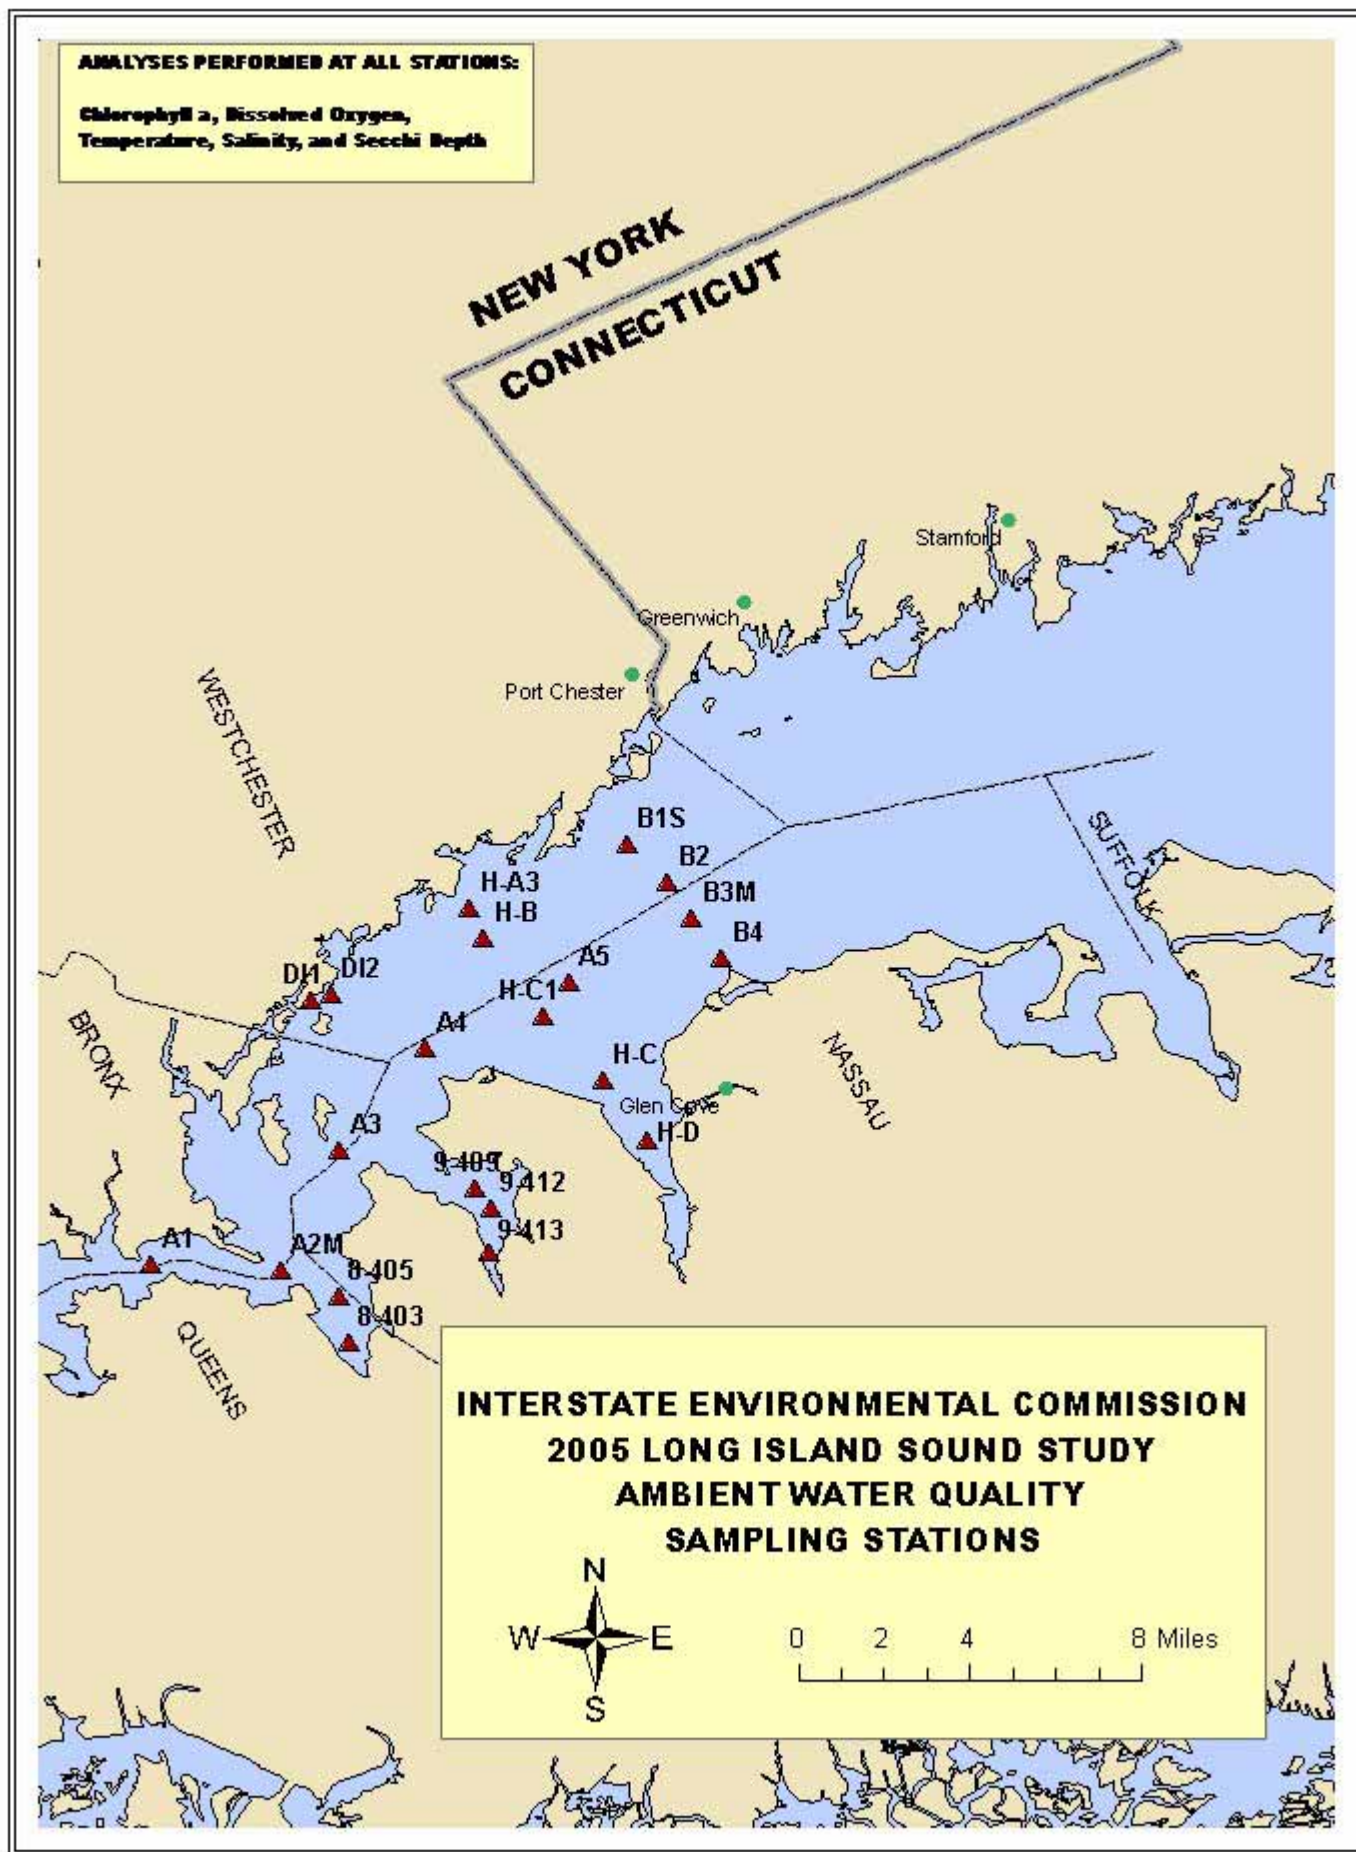 ANALYSES PERFORMED AT ALL STATIONS:
Chlorophyll a, Dissolved Oxygen,
Temperature, Salinity, and Secchi Depth
NEW YORK
CONNECTICUT
Stamford
Greenwich
Port Chester
WESTCHESTER
B1S
SUFFOLK
B2
H-A3
B3M
H-B
B4
A5
DI1
DI2
H-C1
A4
BRONX
NASSAU
H-C
Glen Cove
H-D
A3
9-412
9-413
A1
A2M
8-405
8-403
QUEENS
INTERSTATE ENVIRONMENTAL COMMISSION
2005 LONG ISLAND SOUND STUDY
AMBIENT WATER QUALITY
SAMPLING STATIONS
N
W E
S
0 2 4 8 Miles